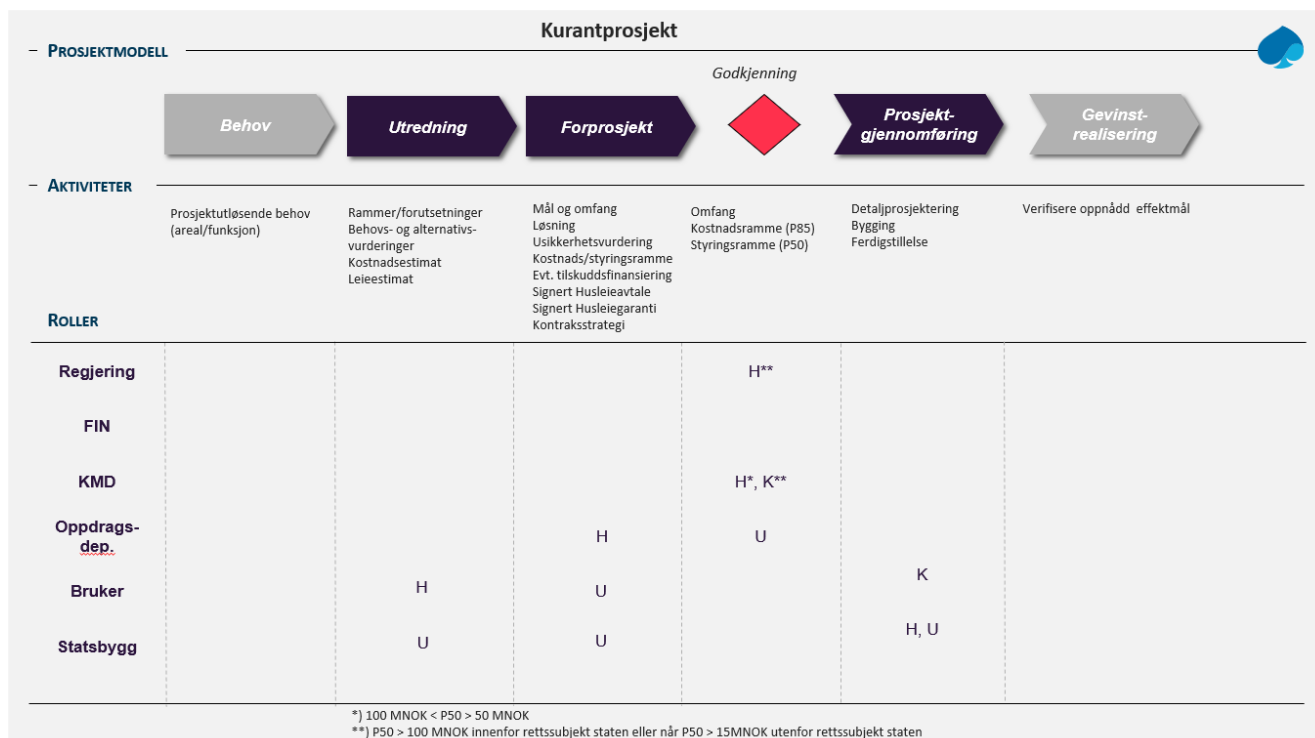 Kurantprosjekt
– PROSJEKTMODELL
Godkjenning
Behov
Utredning
Forprosjekt
Prosjekt-
gjennomføring
Gevinst-
realisering
– AKTIVITETER
Prosjektutløsende behov
(areal/funksjon)
Rammer/forutsetninger
Behovs- og alternativs-
vurderinger
Kostnadsestimat
Leieestimat
Mål og omfang
Løsning
Usikkerhetsvurdering
Kostnads/styringsramme
Evt. tilskuddsfinansiering
Signert Husleieavtale
Signert Husleiegaranti
Kontraksstrategi
Omfang
Kostnadsramme (P85)
Styringsramme (P50)
Detaljprosjektering
Bygging
Ferdigstillelse
Verifisere oppnådd effektmål
ROLLER
Regjering
H**
FIN
KMD
H*, K**
Oppdrags-
dep.
H
U
Bruker
H
U
K
Statsbygg
U
U
H, U
*) 100 MNOK < P50 > 50 MNOK
**) P50 > 100 MNOK innenfor rettssubjekt staten eller når P50 > 15MNOK utenfor rettssubjekt staten